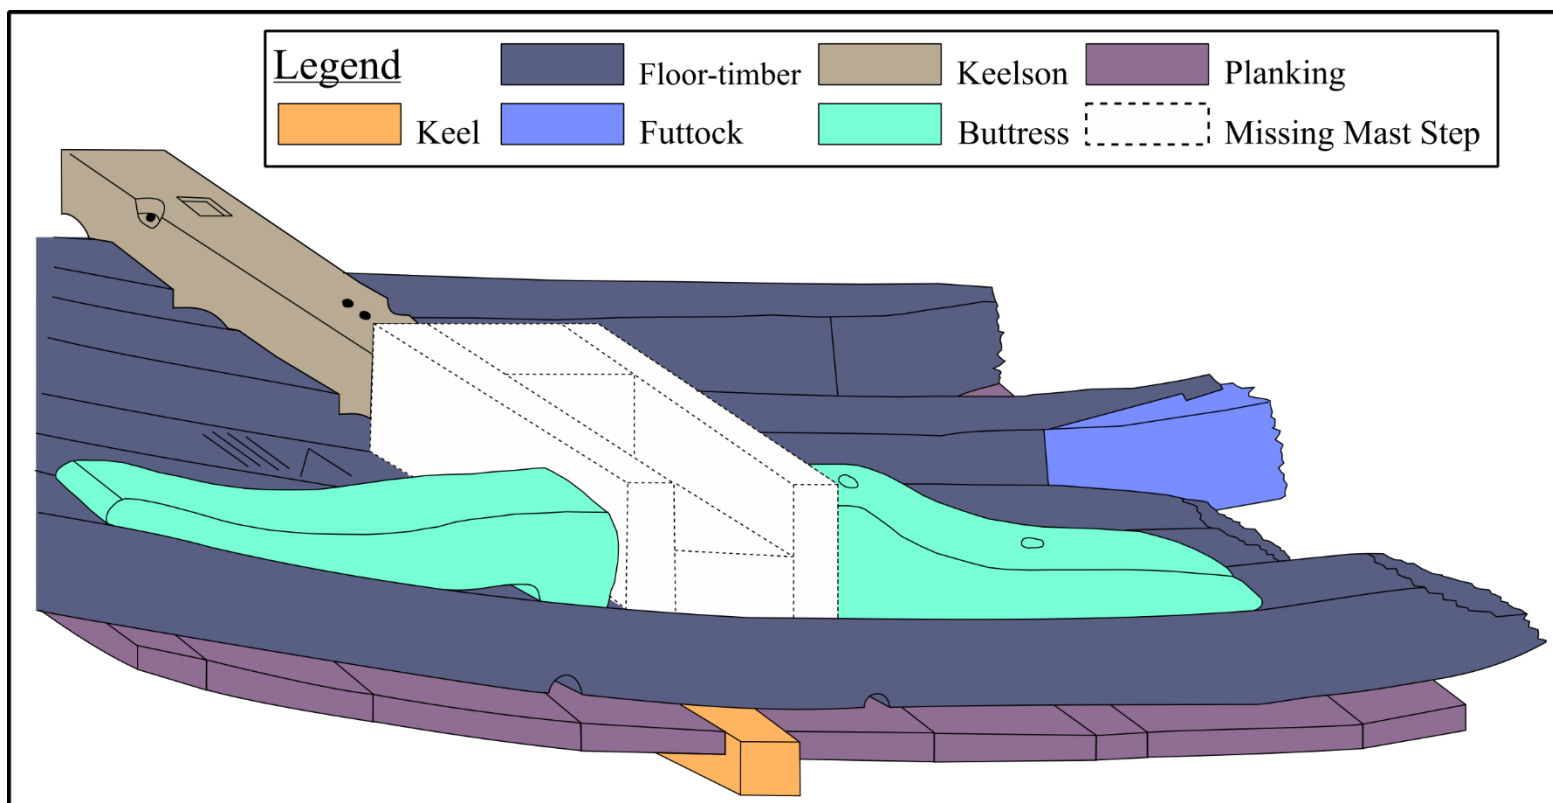 Legend
Floor-timber
Keelson
Planking
Keel
Futtock
Buttress
Missing Mast Step